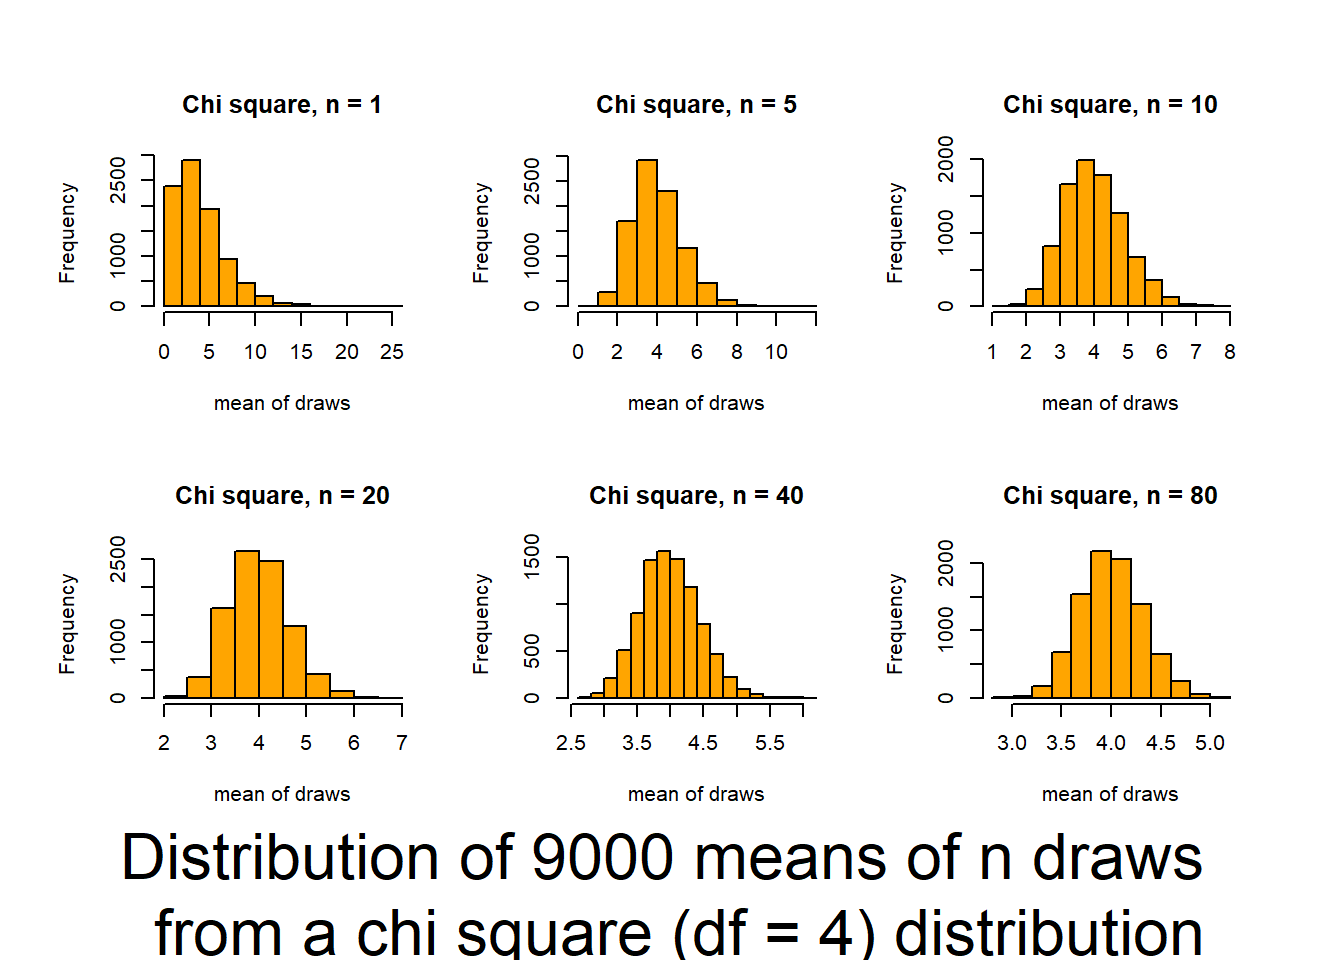 Chi square, n = 1
Frequency
0 1000 2500
0 5 10 15 20 25
mean of draws
Chi square, n = 5
Frequency
0 1000 2500
0 2 4 6 8 10
mean of draws
Chi square, n = 10
Frequency
0 1000 2000
1 2 3 4 5 6 7 8
mean of draws
Chi square, n = 20
Frequency
0 1000 2500
2 3 4 5 6 7
mean of draws
Chi square, n = 40
Frequency
0 500 1500
2.5 3.5 4.5 5.5
mean of draws
Chi square, n = 80
Frequency
0 1000 2000
3.0 3.5 4.0 4.5 5.0
mean of draws
Distribution of 9000 means of n draws
from a chi square (df = 4) distribution